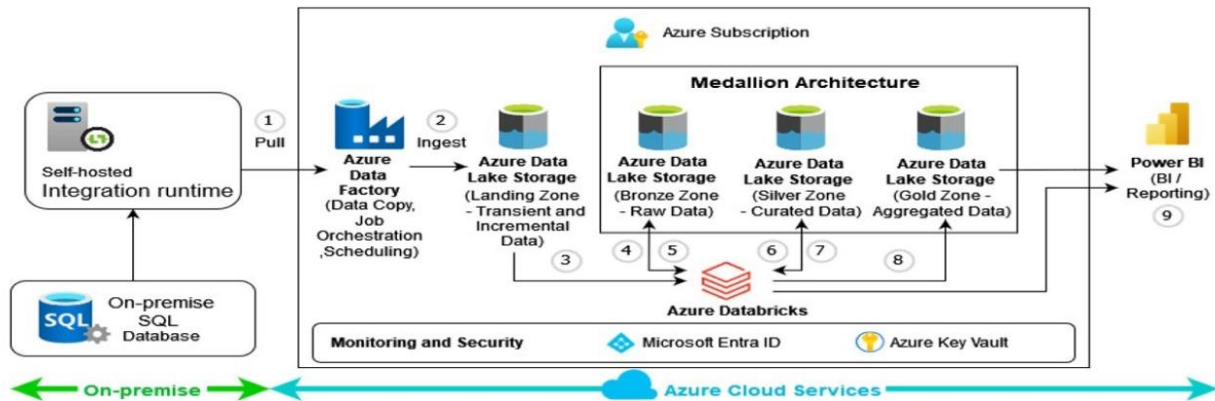 Azure Subscription
Medallion Architecture
Self-hosted
Integration runtime
1
Pull
Azure
Data
Factory
(Data Copy,
Job
Orchestration
,Scheduling)
2
Ingest
Azure Data
Lake Storage
(Landing Zone
- Transient and
Incremental
Data)
Azure Data
Lake Storage
(Bronze Zone
- Raw Data)
Azure Data
Lake Storage
(Silver Zone
- Curated Data)
Azure Data
Lake Storage
(Gold Zone -
Aggregated Data)
Power BI
(BI /
Reporting)
9
3
4
5
6
7
8
SQL
On-premise
SQL
Database
Azure Databricks
Monitoring and Security
Microsoft Entra ID
Azure Key Vault
On-premise
Azure Cloud Services